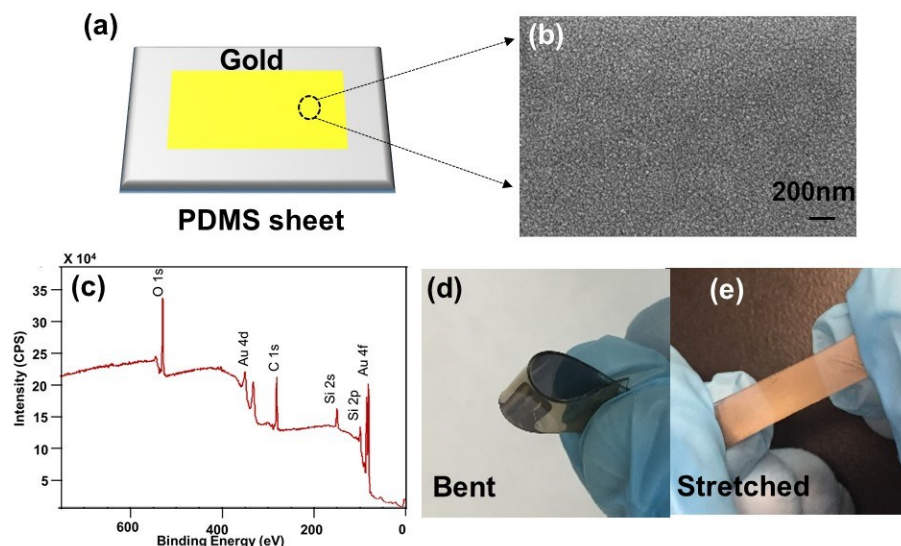 (a)
Gold
PDMS sheet
(b)
200nm
(c)
X 10⁴
Intensity (CPS)
35
30
25
20
15
10
5
O 1s
Au 4d
C 1s
Si 2s
Si 2p
Au 4f
600
400
200
0
Binding Energy (eV)
(d)
Bent
(e)
Stretched